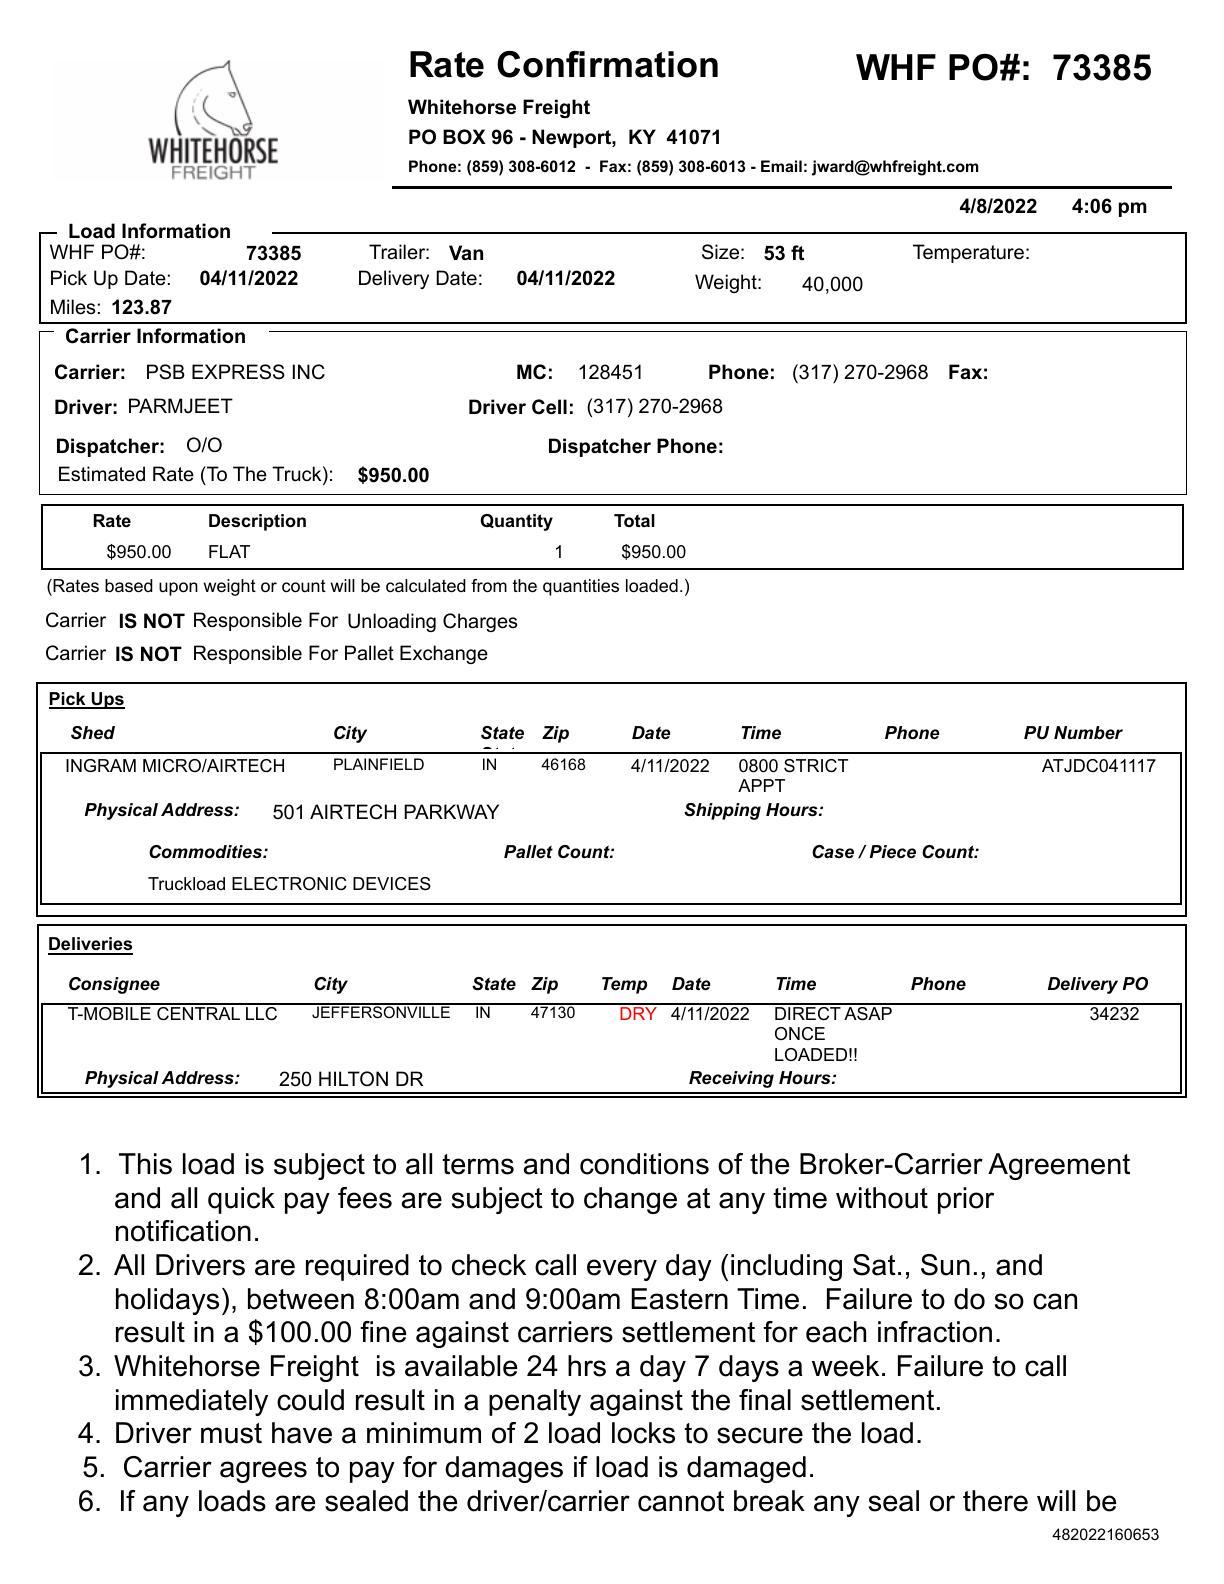 WHITEHORSE
FREIGHT
Rate Confirmation
WHF PO#: 73385
Whitehorse Freight
PO BOX 96 - Newport, KY 41071
Phone: (859) 308-6012 - Fax: (859) 308-6013 - Email: jward@whfreight.com
4/8/2022 4:06 pm
Load Information
WHF PO#: 73385 Trailer: Van Size: 53 ft Temperature:
Pick Up Date: 04/11/2022 Delivery Date: 04/11/2022 Weight: 40,000
Miles: 123.87
Carrier Information
Carrier: PSB EXPRESS INC MC: 128451 Phone: (317) 270-2968 Fax:
Driver: PARMJEET Driver Cell: (317) 270-2968
Dispatcher: O/O Dispatcher Phone:
Estimated Rate (To The Truck): $950.00
Rate Description Quantity Total
$950.00 FLAT 1 $950.00
(Rates based upon weight or count will be calculated from the quantities loaded.)
Carrier IS NOT Responsible For Unloading Charges
Carrier IS NOT Responsible For Pallet Exchange
Pick Ups
Shed City State Zip Date Time Phone PU Number
INGRAM MICRO/AIRTECH PLAINFIELD IN 46168 4/11/2022 0800 STRICT ATJDC041117
APPT
Physical Address: 501 AIRTECH PARKWAY Shipping Hours:
Commodities: Pallet Count: Case / Piece Count:
Truckload ELECTRONIC DEVICES
Deliveries
Consignee City State Zip Temp Date Time Phone Delivery PO
T-MOBILE CENTRAL LLC JEFFERSONVILLE IN 47130 DRY 4/11/2022 DIRECT ASAP 34232
ONCE
LOADED!!
Physical Address: 250 HILTON DR Receiving Hours:
1. This load is subject to all terms and conditions of the Broker-Carrier Agreement
and all quick pay fees are subject to change at any time without prior
notification.
2. All Drivers are required to check call every day (including Sat., Sun., and
holidays), between 8:00am and 9:00am Eastern Time. Failure to do so can
result in a $100.00 fine against carriers settlement for each infraction.
3. Whitehorse Freight is available 24 hrs a day 7 days a week. Failure to call
immediately could result in a penalty against the final settlement.
4. Driver must have a minimum of 2 load locks to secure the load.
5. Carrier agrees to pay for damages if load is damaged.
6. If any loads are sealed the driver/carrier cannot break any seal or there will be
482022160653